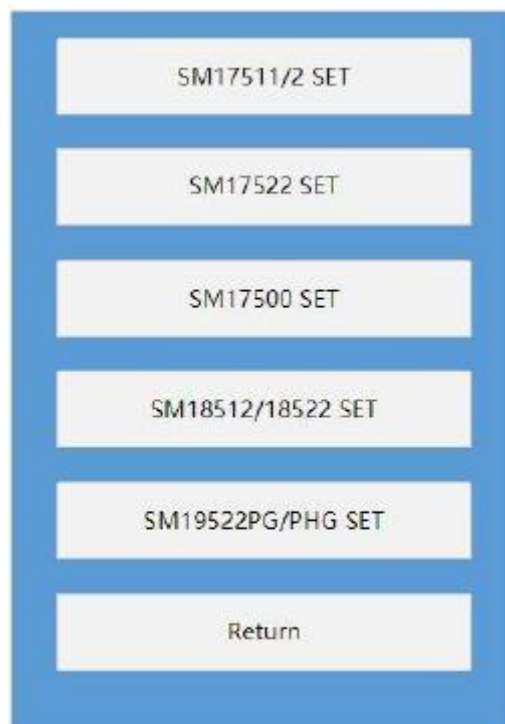 SM17511/2 SET
SM17522 SET
SM17500 SET
SM18512/18522 SET
SM19522PG/PHG SET
Return